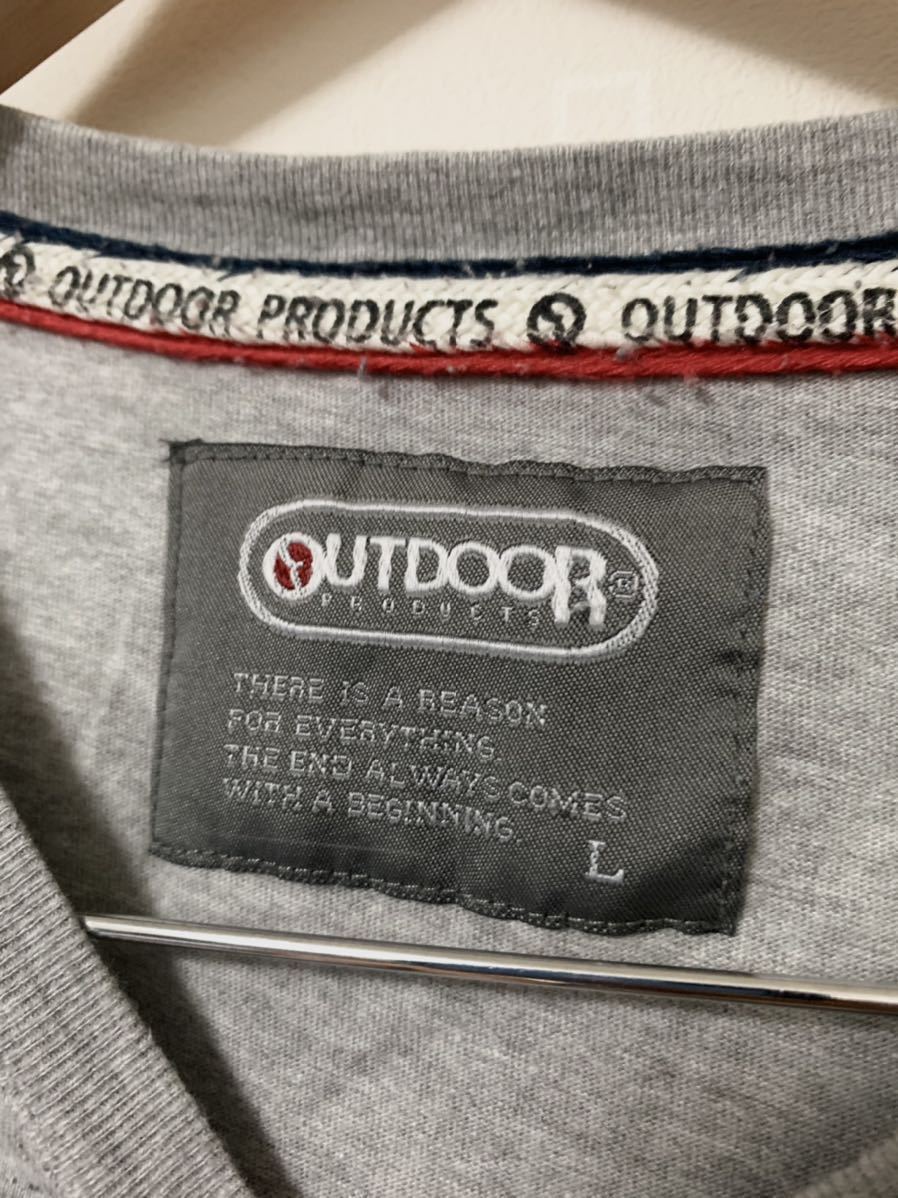 OUTDOOR PRODUCTS OUTDOOR
OUTDOOR®
PRODUCTS
THERE IS A REASON
FOR EVERYTHING.
THE END ALWAYS COMES
WITH A BEGINNING.
L